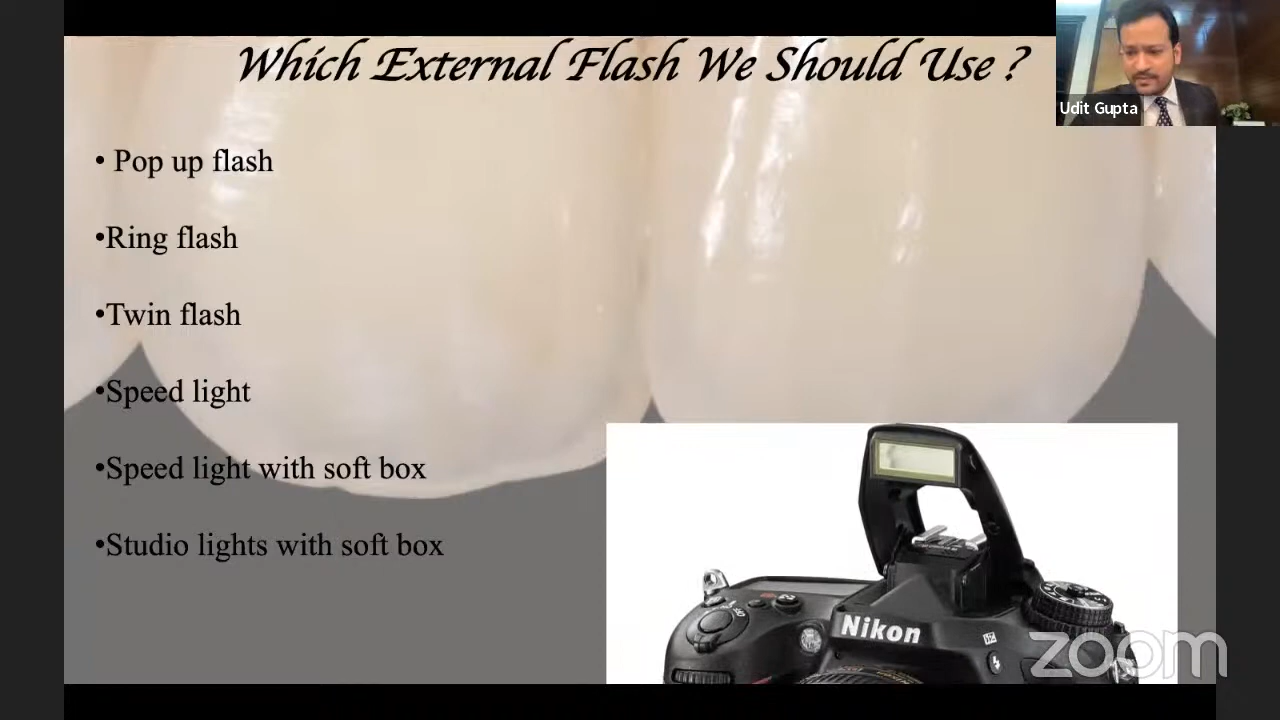 Which External Flash We Should Use ?
Udit Gupta
• Pop up flash
•Ring flash
•Twin flash
•Speed light
•Speed light with soft box
•Studio lights with soft box
Nikon
zoom